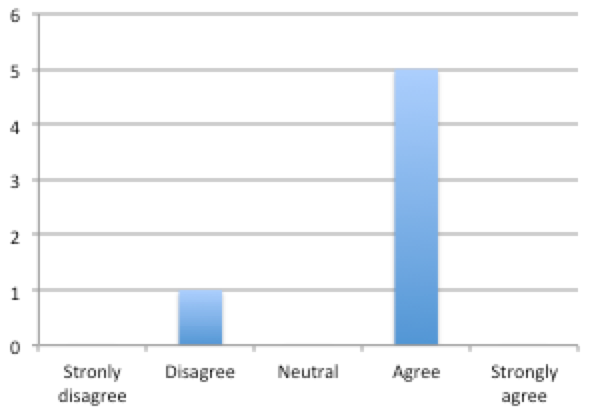 6
5
4
3
2
1
0
Stronly
disagree
Disagree
Neutral
Agree
Strongly
agree